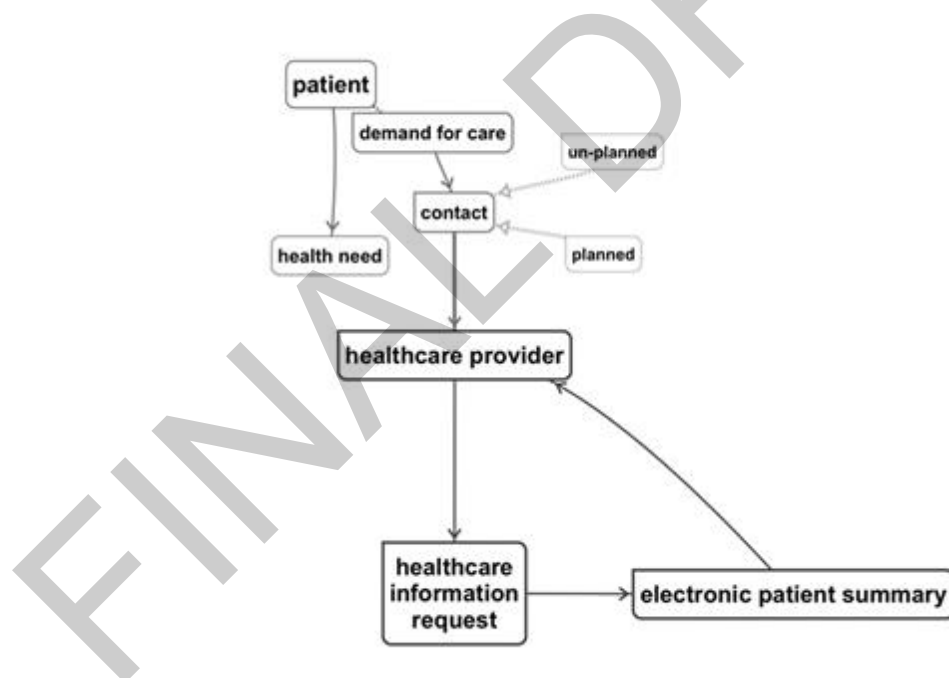 patient
demand for care
un-planned
contact
health need
planned
healthcare provider
healthcare
information
request
electronic patient summary
FINAL D